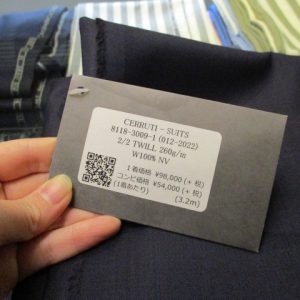 CERRUTI - SUITS
8118-3009-1 (012-2022)
2/2 TWILL 260g/m
W100% NV
1着価格 ¥98,000 (+ 税)
コンビ価格 ¥54,000 (+ 税)
(1着あたり) (3.2m)